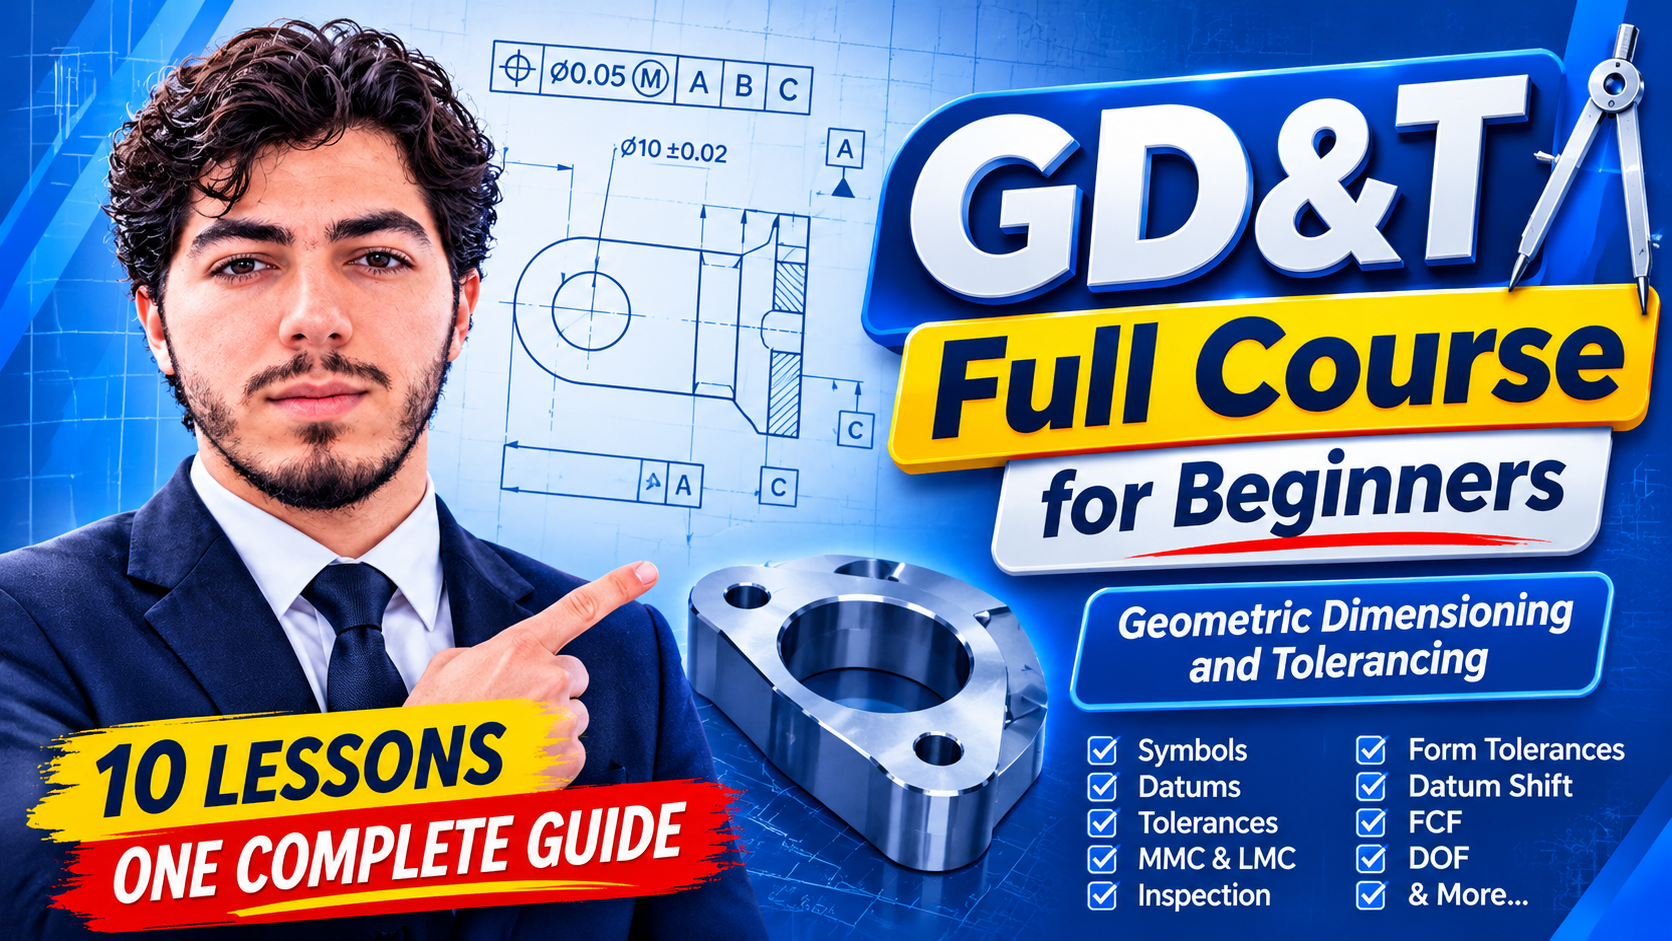 ⌖ Ø0.05 Ⓜ A B C
Ø10 ±0.02
A
C
A
C
GD&T
Full Course
for Beginners
Geometric Dimensioning
and Tolerancing
10 LESSONS
ONE COMPLETE GUIDE
Symbols
Datums
Tolerances
MMC & LMC
Inspection
Form Tolerances
Datum Shift
FCF
DOF
& More...